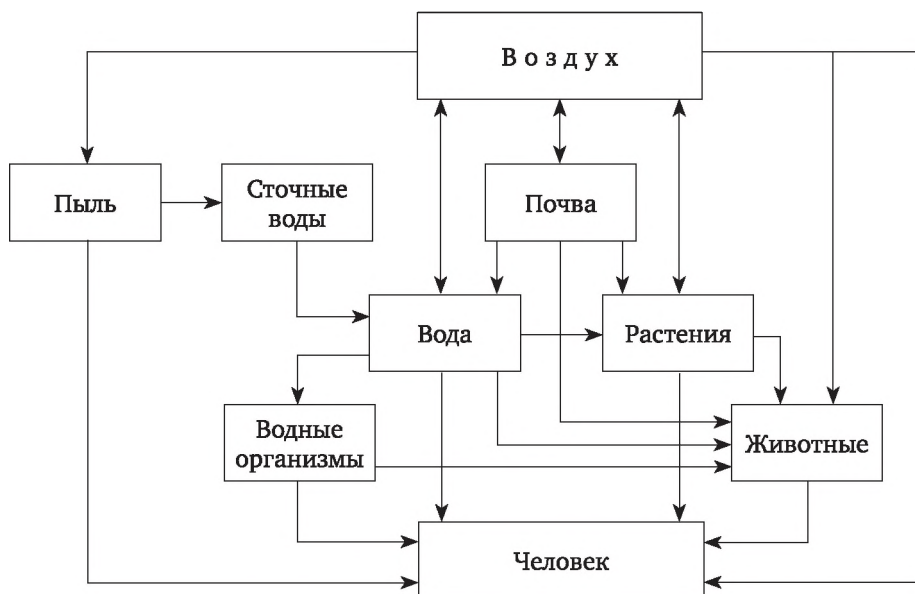 Воздух
Пыль
Сточные
воды
Почва
Вода
Растения
Водные
организмы
Животные
Человек